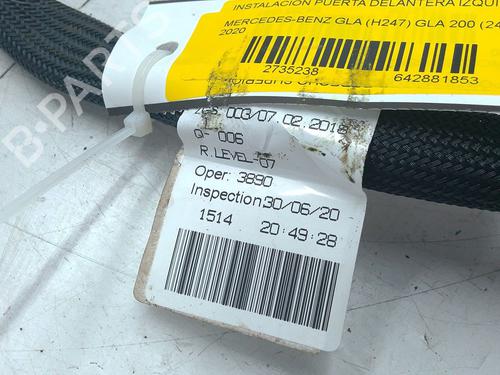 INSTALACION PUERTA DELANTERA IZQUI
MERCEDES-BENZ GLA (H247) GLA 200 (24
2020
2735238 642881853
003/07.02.2018
Q- 006
R.LEVEL-07
Oper: 3890
Inspection 30/06/20
1514 20:49:28
B-PARTS